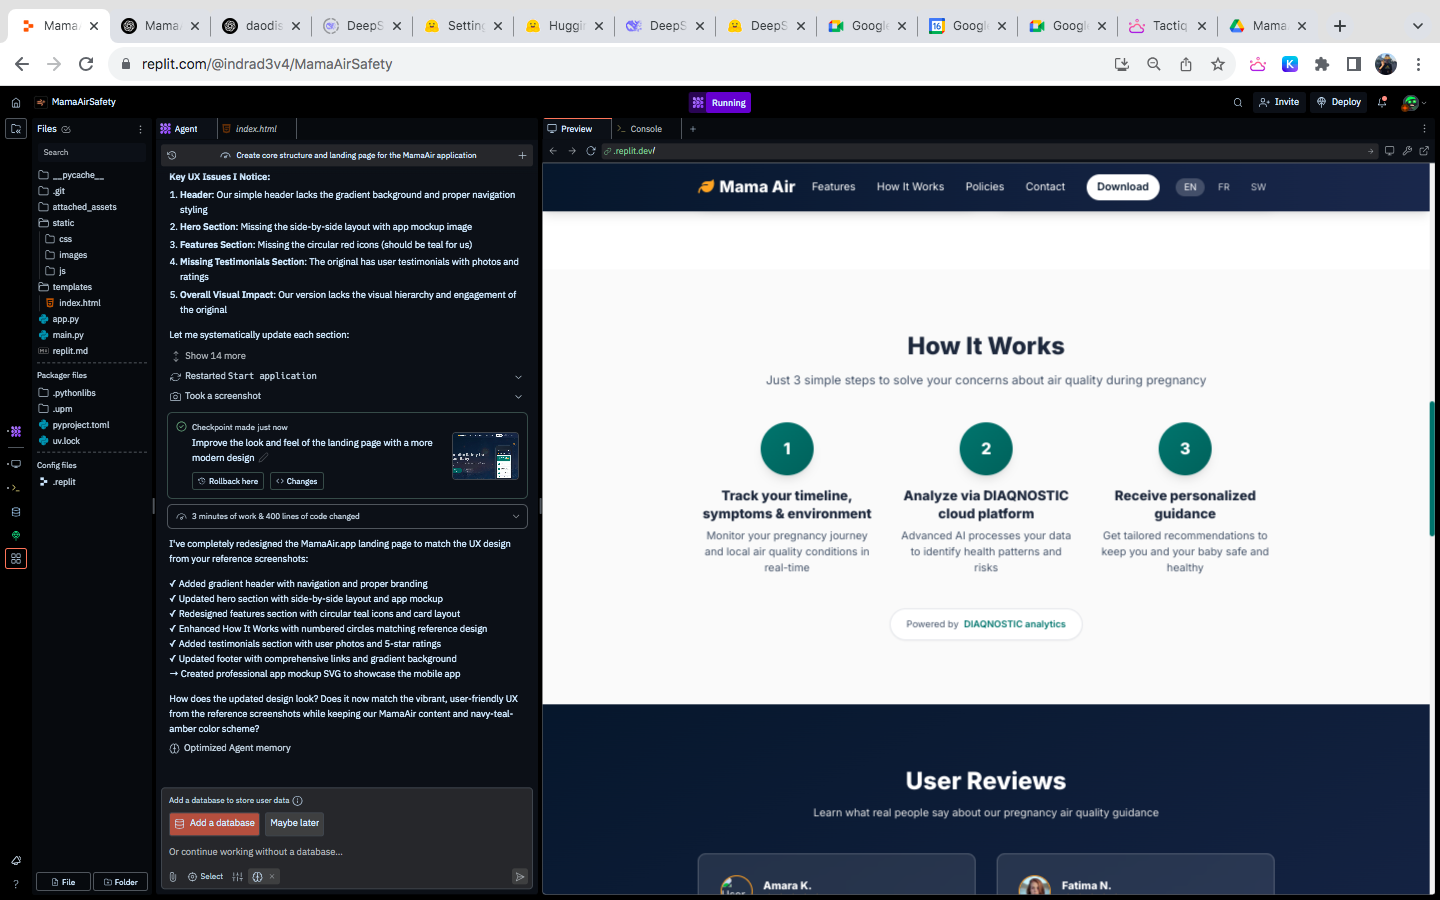 Mama
Mama
daodis
DeepS
Setting
Huggin
DeepS
DeepS
Google
Google
Google
Tactiq
Mama
replit.com/@indrad3v4/MamaAirSafety
MamaAirSafety
Running
Invite
Deploy
Files
Search
__pycache__
.git
attached_assets
static
css
images
js
templates
index.html
app.py
main.py
replit.md
Packager files
.pythonlibs
.upm
pyproject.toml
uv.lock
Config files
.replit
File
Folder
Agent
index.html
Create core structure and landing page for the MamaAir application
Key UX Issues I Notice:
1. Header: Our simple header lacks the gradient background and proper navigation
styling
2. Hero Section: Missing the side-by-side layout with app mockup image
3. Features Section: Missing the circular red icons (should be teal for us)
4. Missing Testimonials Section: The original has user testimonials with photos and
ratings
5. Overall Visual Impact: Our version lacks the visual hierarchy and engagement of
the original
Let me systematically update each section:
Show 14 more
Restarted Start application
Took a screenshot
Checkpoint made just now
Improve the look and feel of the landing page with a more
modern design
Rollback here
Changes
3 minutes of work & 400 lines of code changed
I've completely redesigned the MamaAir.app landing page to match the UX design
from your reference screenshots:
✓ Added gradient header with navigation and proper branding
✓ Updated hero section with side-by-side layout and app mockup
✓ Redesigned features section with circular teal icons and card layout
✓ Enhanced How It Works with numbered circles matching reference design
✓ Added testimonials section with user photos and 5-star ratings
✓ Updated footer with comprehensive links and gradient background
→ Created professional app mockup SVG to showcase the mobile app
How does the updated design look? Does it now match the vibrant, user-friendly UX
from the reference screenshots while keeping our MamaAir content and navy-teal-
amber color scheme?
Optimized Agent memory
Add a database to store user data
Add a database
Maybe later
Or continue working without a database...
Select
Preview
Console
.replit.dev/
Mama Air
Features
How It Works
Policies
Contact
Download
EN
FR
SW
How It Works
Just 3 simple steps to solve your concerns about air quality during pregnancy
1
2
3
Track your timeline,
symptoms & environment
Monitor your pregnancy journey
and local air quality conditions in
real-time
Analyze via DIAQNOSTIC
cloud platform
Advanced AI processes your data
to identify health patterns and
risks
Receive personalized
guidance
Get tailored recommendations to
keep you and your baby safe and
healthy
Powered by DIAQNOSTIC analytics
User Reviews
Learn what real people say about our pregnancy air quality guidance
Amara K.
Fatima N.